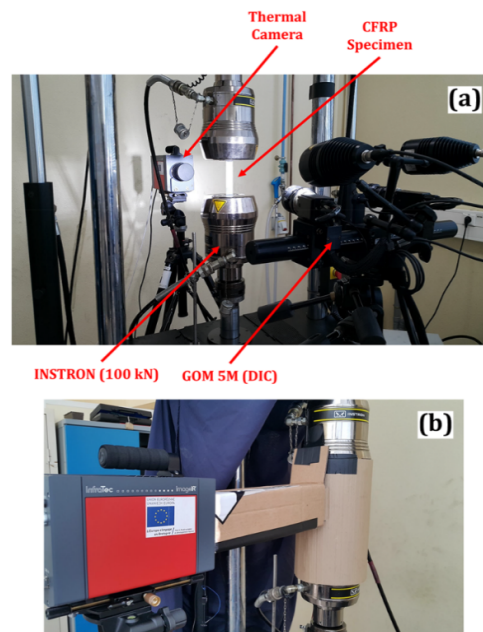 Thermal
Camera
CFRP
Specimen
(a)
INSTRON (100 kN)
GOM 5M (DIC)
(b)
InfraTec
ImageIR